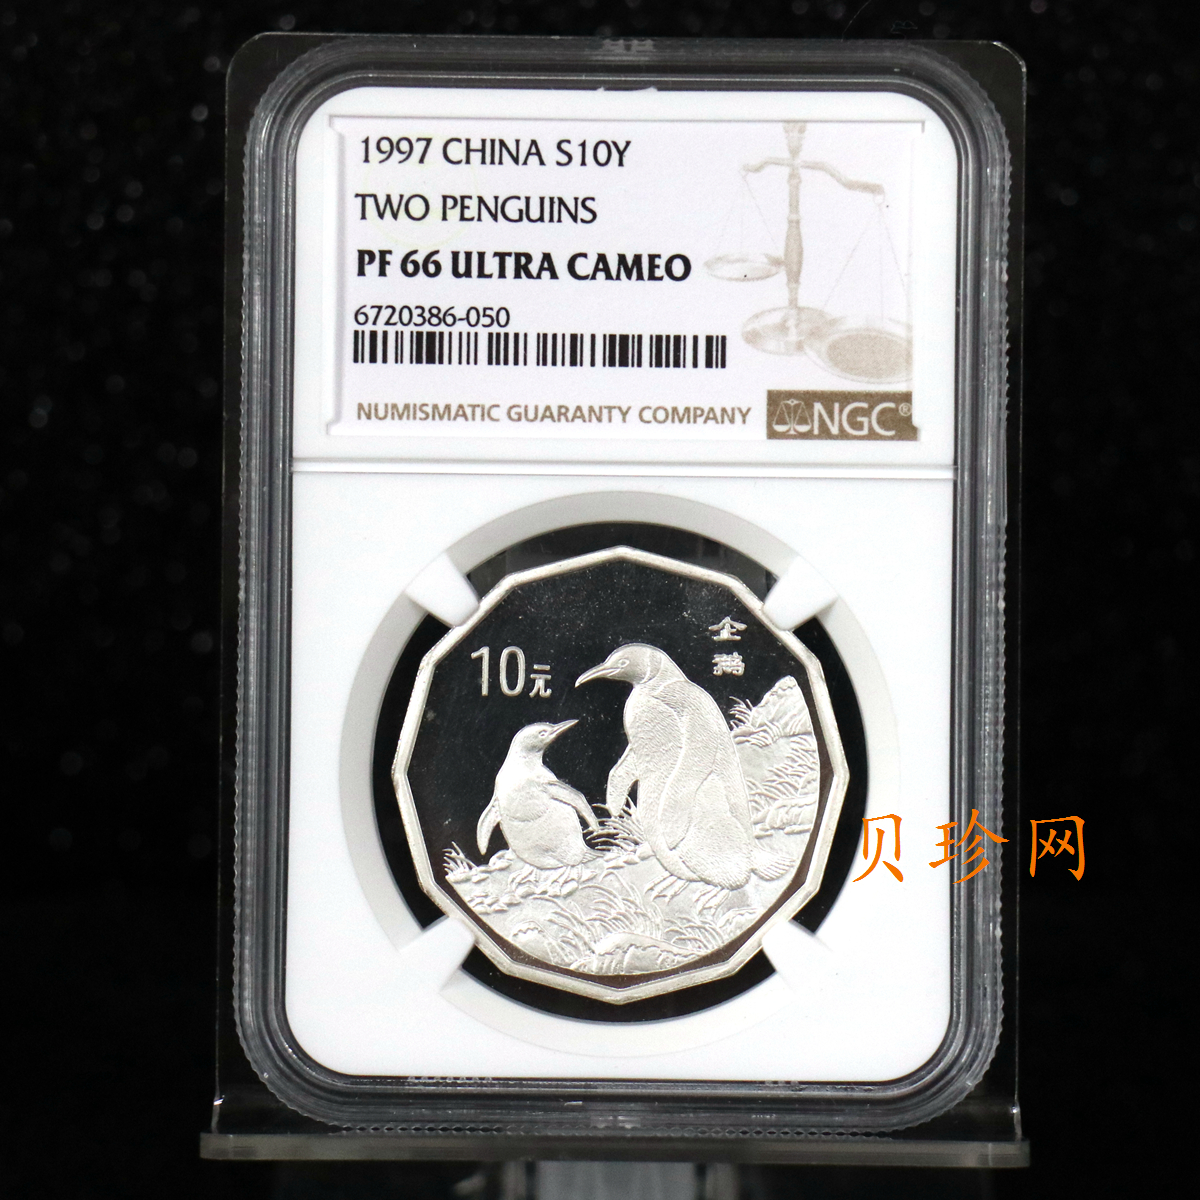 1997 CHINA S10Y
TWO PENGUINS
PF 66 ULTRA CAMEO
6720386-050
NUMISMATIC GUARANTY COMPANY
NGC®
10元
企
鹅
贝珍网